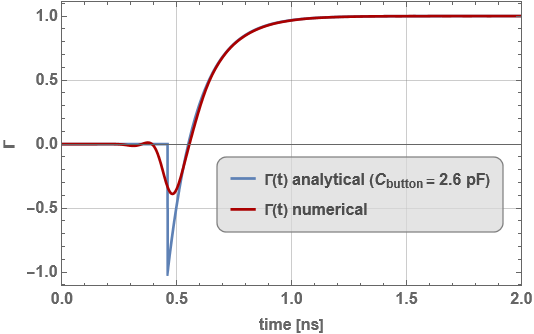 1.0
0.5
0.0
−0.5
−1.0
Γ
Γ(t) analytical (Cbutton = 2.6 pF)
Γ(t) numerical
0.0 0.5 1.0 1.5 2.0
time [ns]